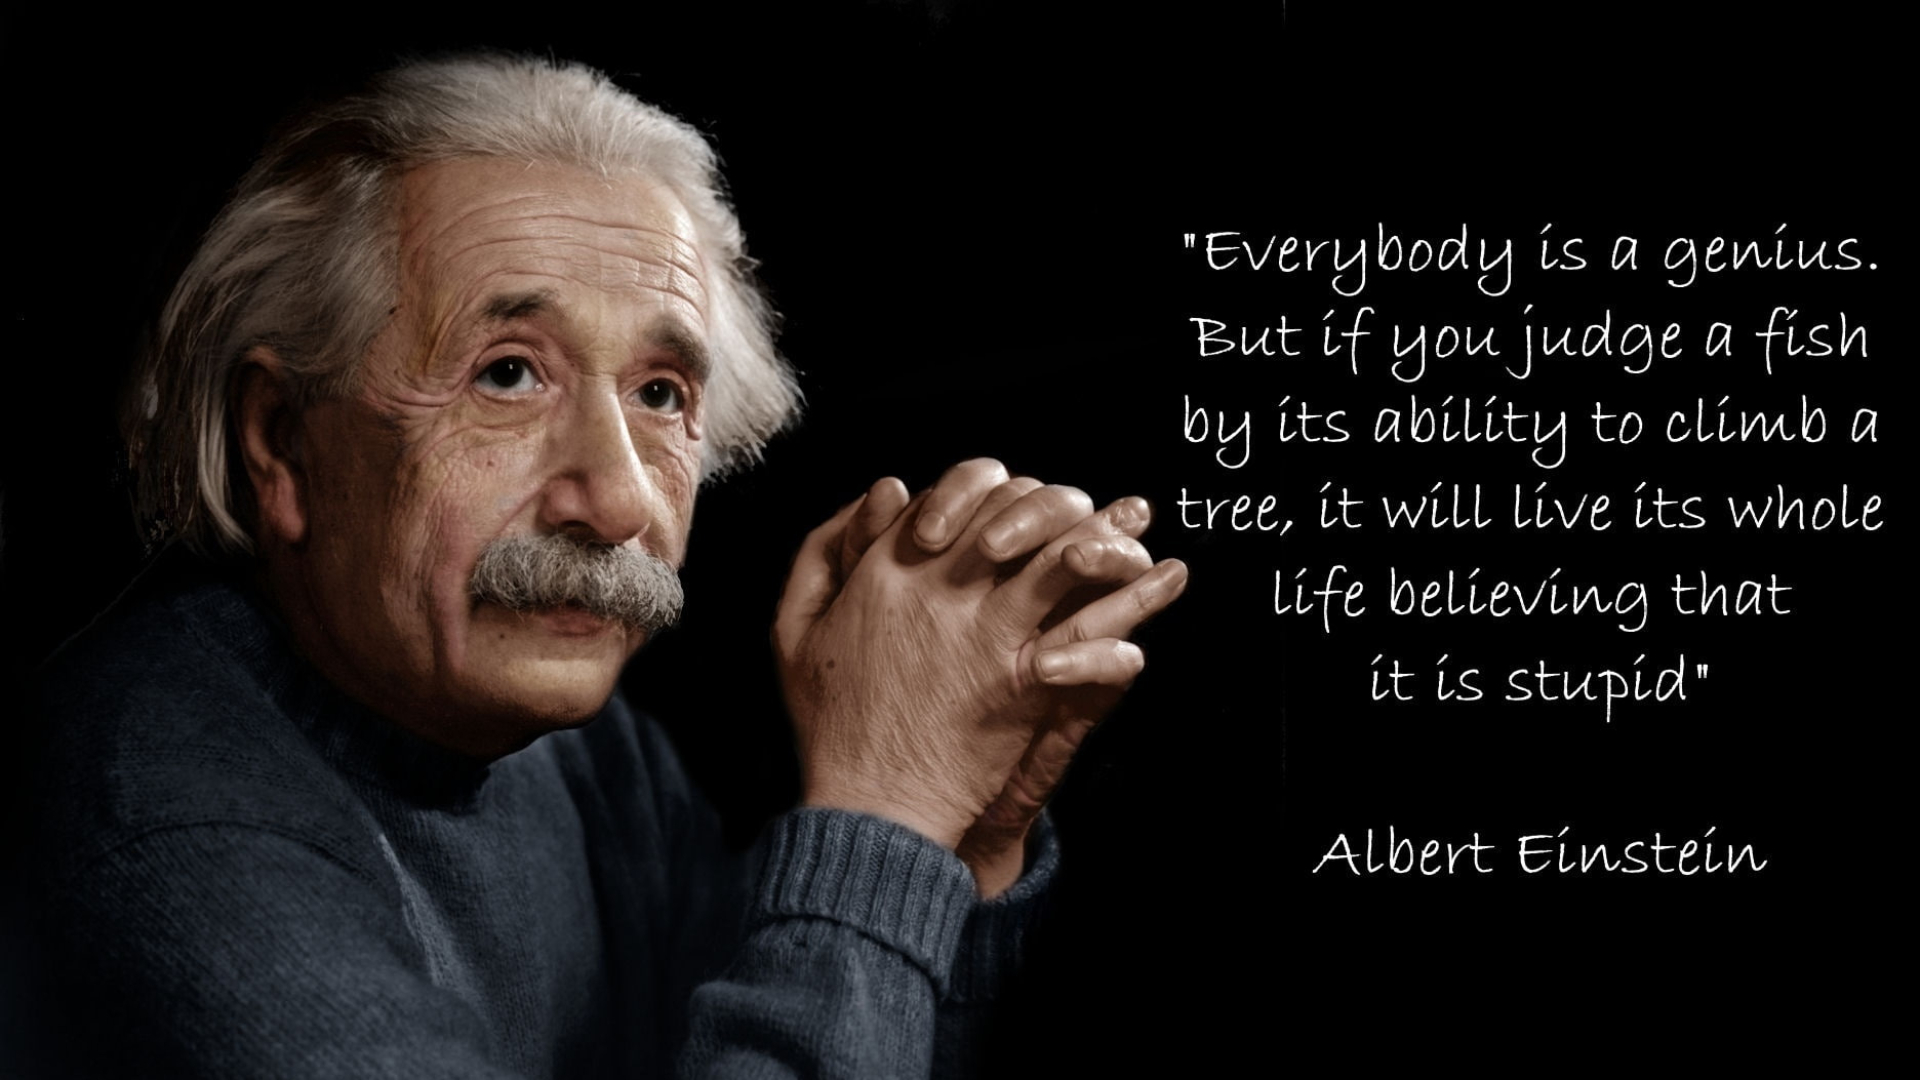 "Everybody is a genius.
But if you judge a fish
by its ability to climb a
tree, it will live its whole
life believing that
it is stupid"
Albert Einstein